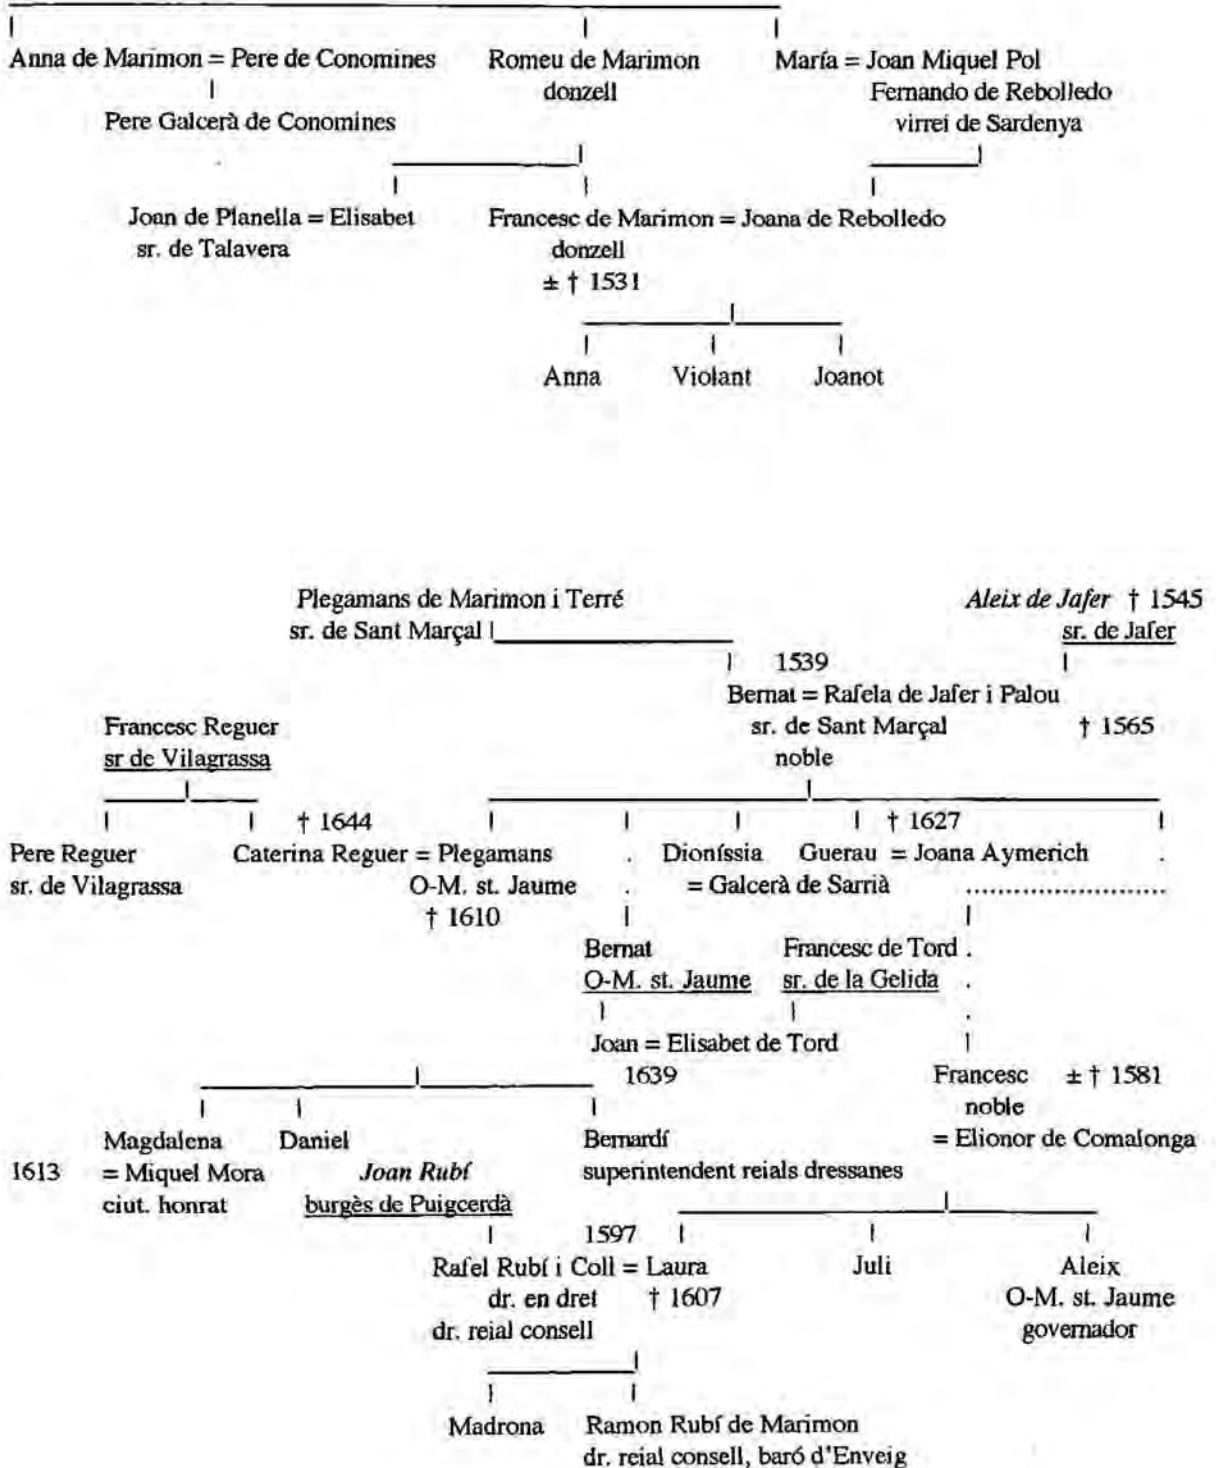 Anna de Marimon = Pere de Conomines Romeu de Marimon María = Joan Miquel Pol
donzell Fernando de Rebolledo
Pere Galcerà de Conomines virrei de Sardenya
Joan de Planella = Elisabet Francesc de Marimon = Joana de Rebolledo
sr. de Talavera donzell
± † 1531
Anna Violant Joanot
Plegamans de Marimon i Terré Aleix de Jafer † 1545
sr. de Sant Marçal sr. de Jafer
1539
Bernat = Rafela de Jafer i Palou
Francesc Reguer sr. de Sant Marçal † 1565
sr de Vilagrassa noble
† 1644 † 1627
Pere Reguer Caterina Reguer = Plegamans . Dioníssia Guerau = Joana Aymerich .
sr. de Vilagrassa O-M. st. Jaume . = Galcerà de Sarrià ........................
† 1610
Bernat Francesc de Tord .
O-M. st. Jaume sr. de la Gelida .
.
Joan = Elisabet de Tord
1639 Francesc ± † 1581
noble
Magdalena Daniel Bernardí = Elionor de Comalonga
1613 = Miquel Mora Joan Rubí superintendent reials dressanes
ciut. honrat burgès de Puigcerdà
1597
Rafel Rubí i Coll = Laura Juli Aleix
dr. en dret † 1607 O-M. st. Jaume
dr. reial consell governador
Madrona Ramon Rubí de Marimon
dr. reial consell, baró d'Enveig